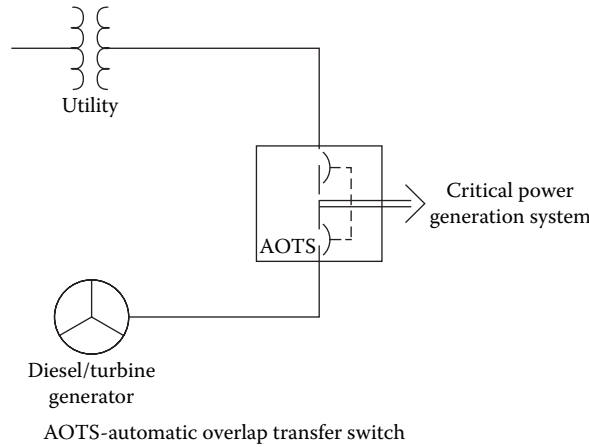 Utility
Critical power
generation system
AOTS
Diesel/turbine
generator
AOTS-automatic overlap transfer switch